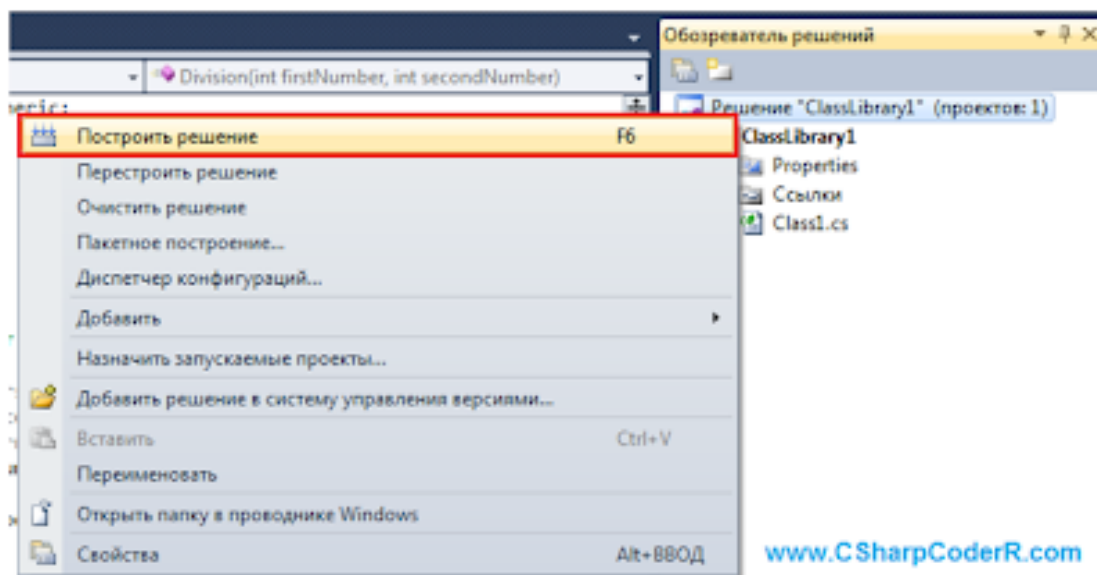 Обозреватель решений
Division(int firstNumber, int secondNumber)
neric:
Решение "ClassLibrary1" (проектов: 1)
Построить решение F6
ClassLibrary1
Перестроить решение
Properties
Очистить решение
Ссылки
Пакетное построение...
Class1.cs
Диспетчер конфигураций...
Добавить
Назначить запускаемые проекты...
Добавить решение в систему управления версиями...
Вставить Ctrl+V
Переименовать
Открыть папку в проводнике Windows
Свойства Alt+ВВОД
www.CSharpCoderR.com